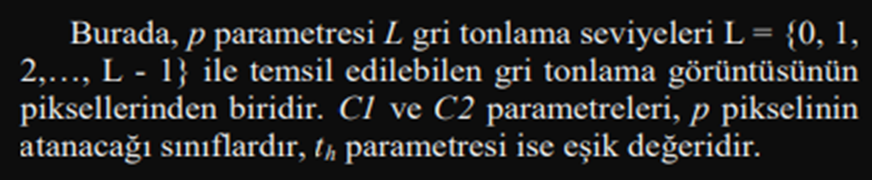 Burada, p parametresi L gri tonlama seviyeleri L = {0, 1,
2,..., L - 1} ile temsil edilebilen gri tonlama görüntüsünün
piksellerinden biridir. C1 ve C2 parametreleri, p pikselinin
atanacağı sınıflardır, th parametresi ise eşik değeridir.